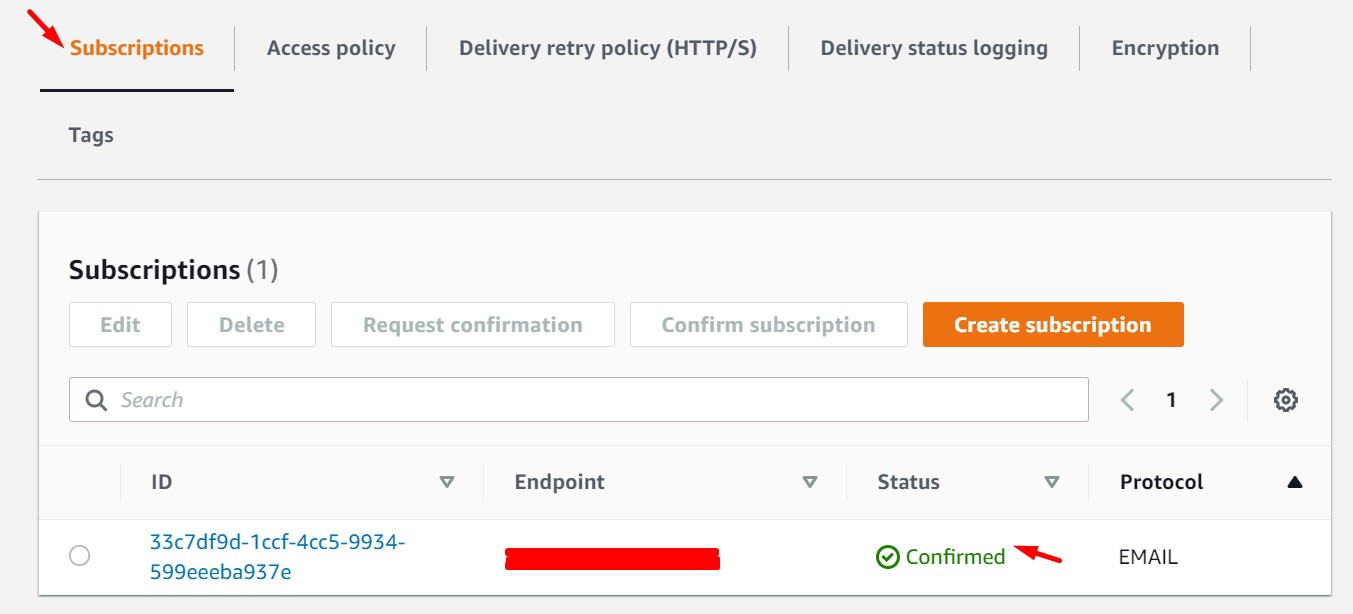 Subscriptions Access policy Delivery retry policy (HTTP/S) Delivery status logging Encryption
Tags
Subscriptions (1)
Edit Delete Request confirmation Confirm subscription Create subscription
Search 1
ID Endpoint Status Protocol
33c7df9d-1ccf-4cc5-9934-
599eeeba937e
Confirmed EMAIL